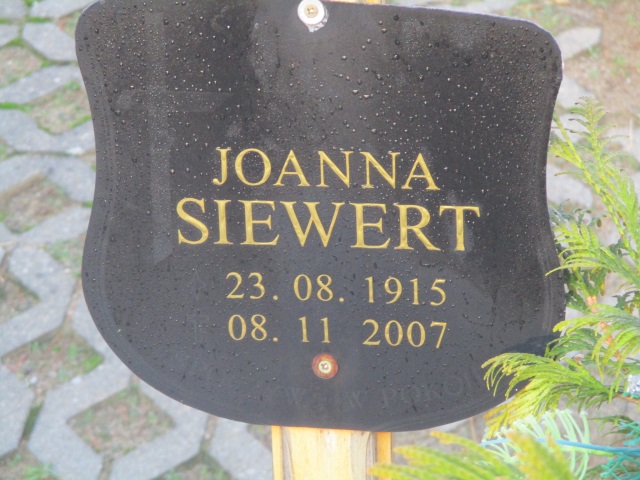 JOANNA
SIEWERT
23. 08. 1915
08. 11 2007